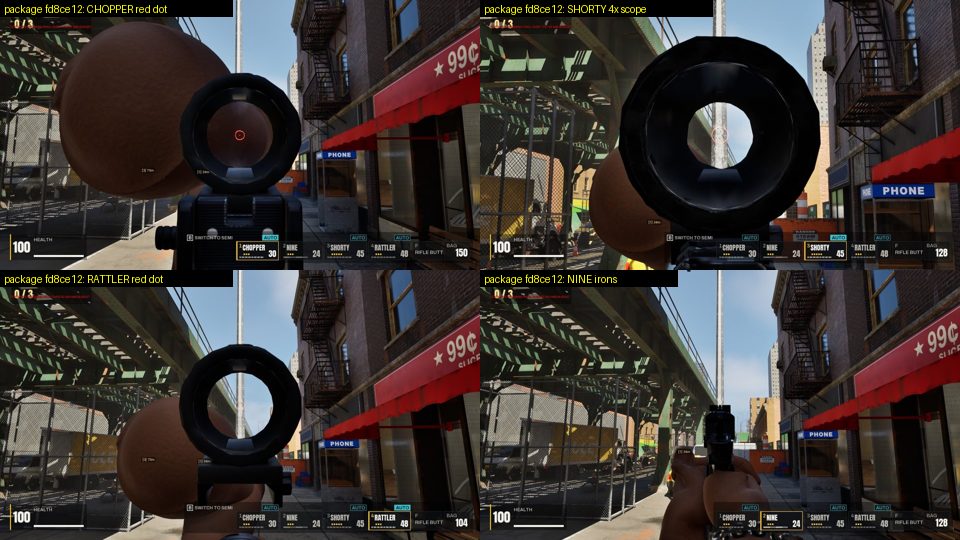 package fd8ce12: CHOPPER red dot
0 / 3
★ 99¢
PHONE
100
HEALTH
SWITCH TO SEMI
AUTO
AUTO
CHOPPER
30
NINE
24
SHORTY
45
RATTLER
48
F
RIFLE BUTT
BAG
150
package fd8ce12: SHORTY 4x scope
0 / 3
PHONE
100
HEALTH
AUTO
AUTO
CHOPPER
30
NINE
24
SHORTY
45
RATTLER
48
F
RIFLE BUTT
BAG
128
package fd8ce12: RATTLER red dot
0 / 3
★ 99¢
SLICE
PHONE
100
HEALTH
SWITCH TO SEMI
AUTO
AUTO
CHOPPER
30
NINE
24
SHORTY
45
RATTLER
48
F
RIFLE BUTT
BAG
104
package fd8ce12: NINE irons
0 / 3
★ 99¢
SLICE
PHONE
100
HEALTH
AUTO
AUTO
CHOPPER
30
NINE
24
SHORTY
45
RATTLER
48
F
RIFLE BUTT
BAG
128